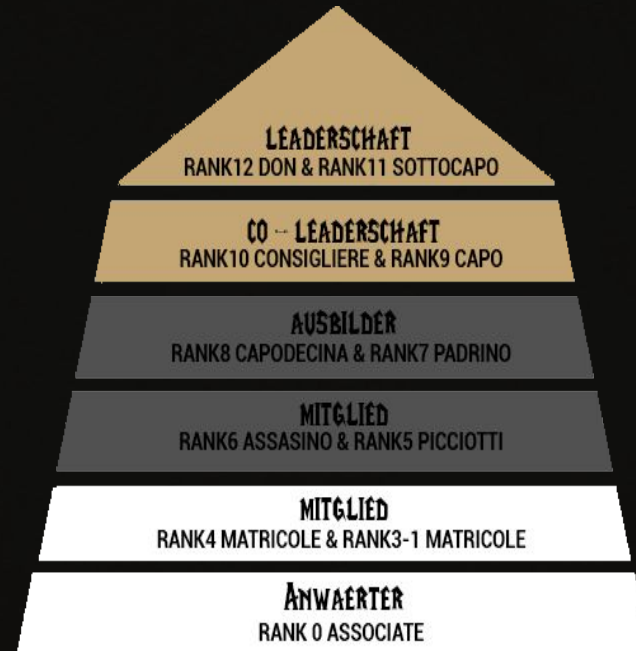 LEADERSCHAFT
RANK12 DON & RANK11 SOTTOCAPO
CO - LEADERSCHAFT
RANK10 CONSIGLIERE & RANK9 CAPO
AUSBILDER
RANK8 CAPODECINA & RANK7 PADRINO
MITGLIED
RANK6 ASSASINO & RANK5 PICCIOTTI
MITGLIED
RANK4 MATRICOLE & RANK3-1 MATRICOLE
ANWAERTER
RANK 0 ASSOCIATE